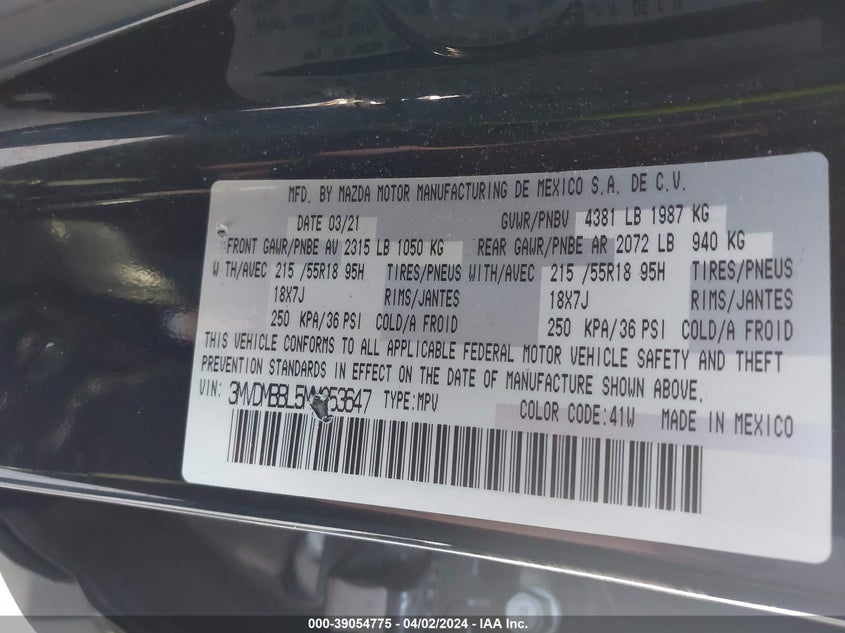 MFD. BY MAZDA MOTOR MANUFACTURING DE MEXICO S.A. DE C.V.
DATE 03/21 GVWR/PNBV 4381 LB 1987 KG
FRONT GAWR/PNBE AV 2315 LB 1050 KG REAR GAWR/PNBE AR 2072 LB 940 KG
W TH/AVEC 215 /55R18 95H TIRES/PNEUS WITH/AVEC 215 /55R18 95H TIRES/PNEUS
18X7J RIMS/JANTES 18X7J RIMS/JANTES
250 KPA/36 PSI COLD/A FROID 250 KPA/36 PSI COLD/A FROID
THIS VEHICLE CONFORMS TO ALL APPLICABLE FEDERAL MOTOR VEHICLE SAFETY AND THEFT
PREVENTION STANDARDS IN EFFECT ON THE DATE OF MANUFACTURE SHOWN ABOVE.
VIN: TYPE:MPV COLOR CODE:41W MADE IN MEXICO
000-39054775 - 04/02/2024 - IAA Inc.